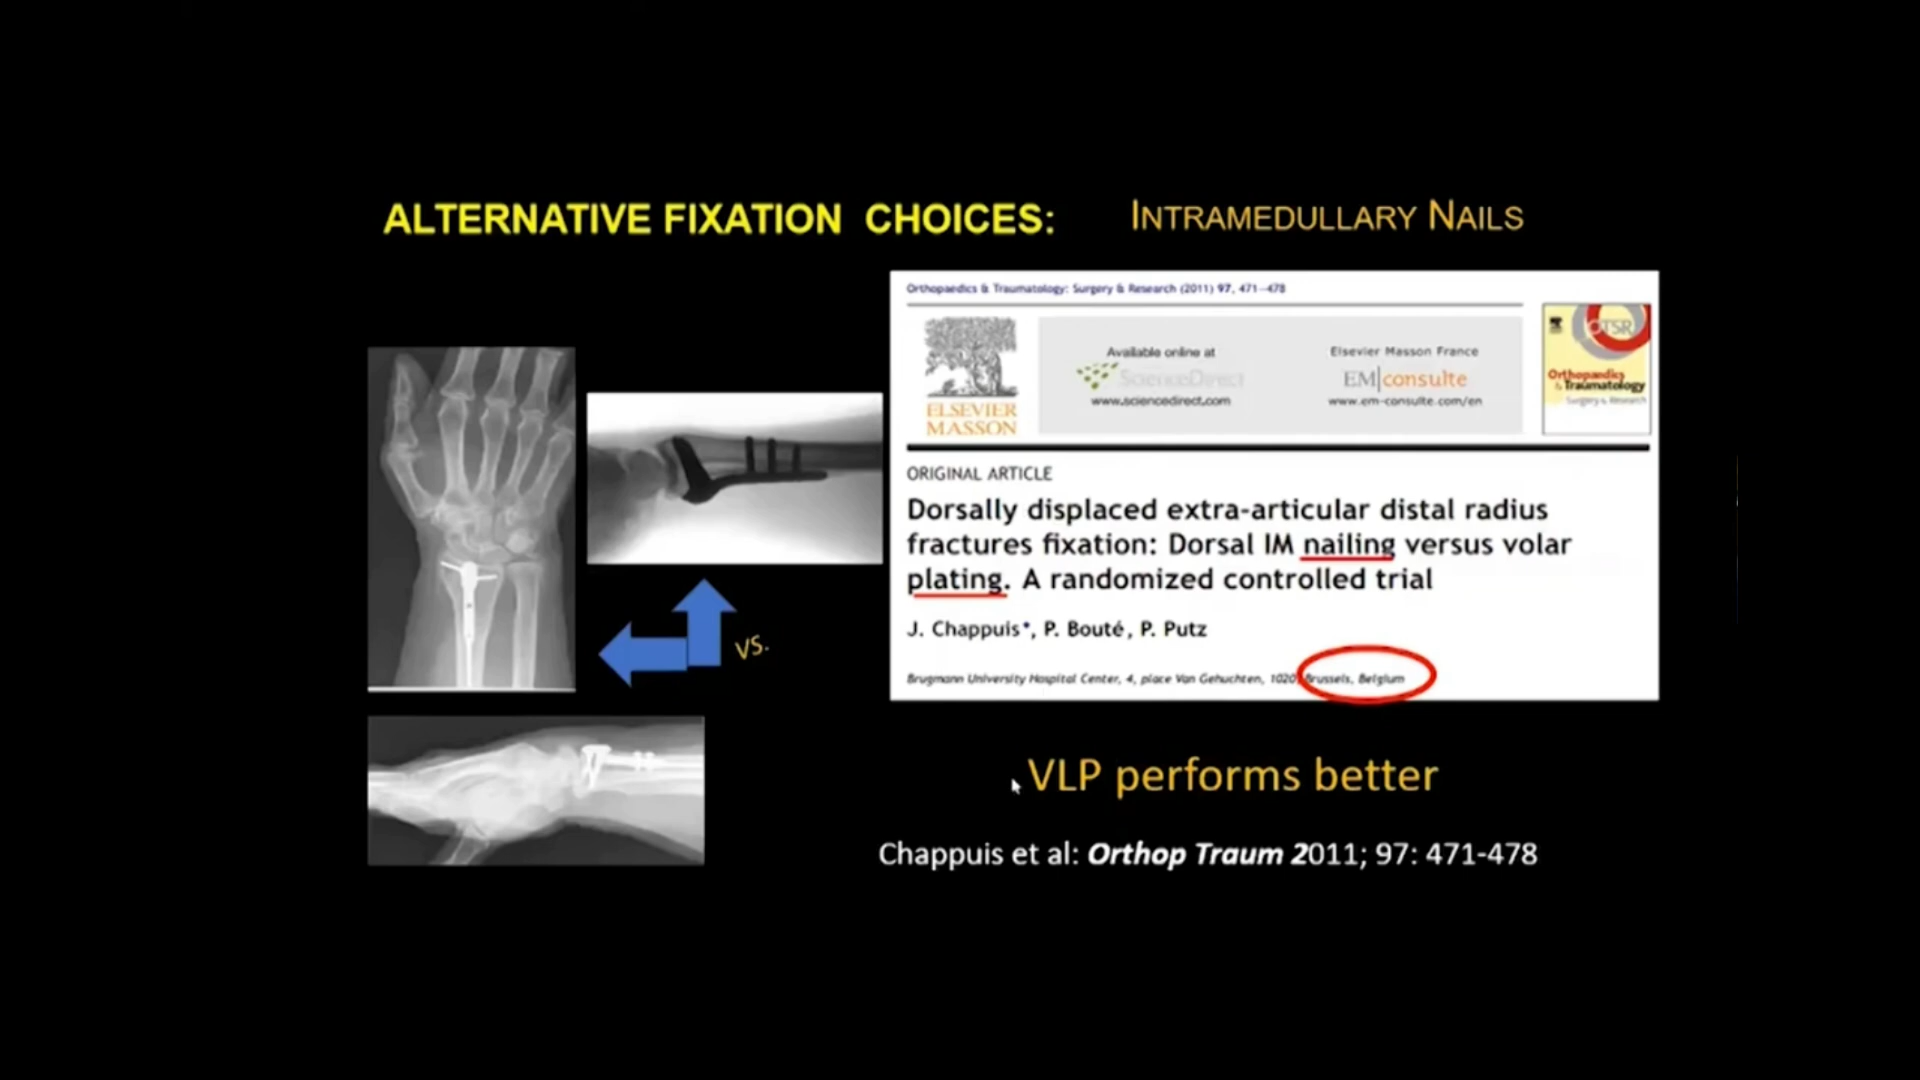 ALTERNATIVE FIXATION CHOICES:
INTRAMEDULLARY NAILS
Orthopaedics & Traumatology: Surgery & Research (2011) 97, 471-478
ELSEVIER
MASSON
Available online at
ScienceDirect
www.sciencedirect.com
Elsevier Masson France
EM|consulte
www.em-consulte.com/en
OTSR
Orthopaedics
& Traumatology
Surgery & Research
ORIGINAL ARTICLE
Dorsally displaced extra-articular distal radius
fractures fixation: Dorsal IM nailing versus volar
plating. A randomized controlled trial
J. Chappuis*, P. Bouté, P. Putz
Brugmann University Hospital Center, 4, place Van Gehuchten, 1020 Brussels, Belgium
vs.
VLP performs better
Chappuis et al: Orthop Traum 2011; 97: 471-478